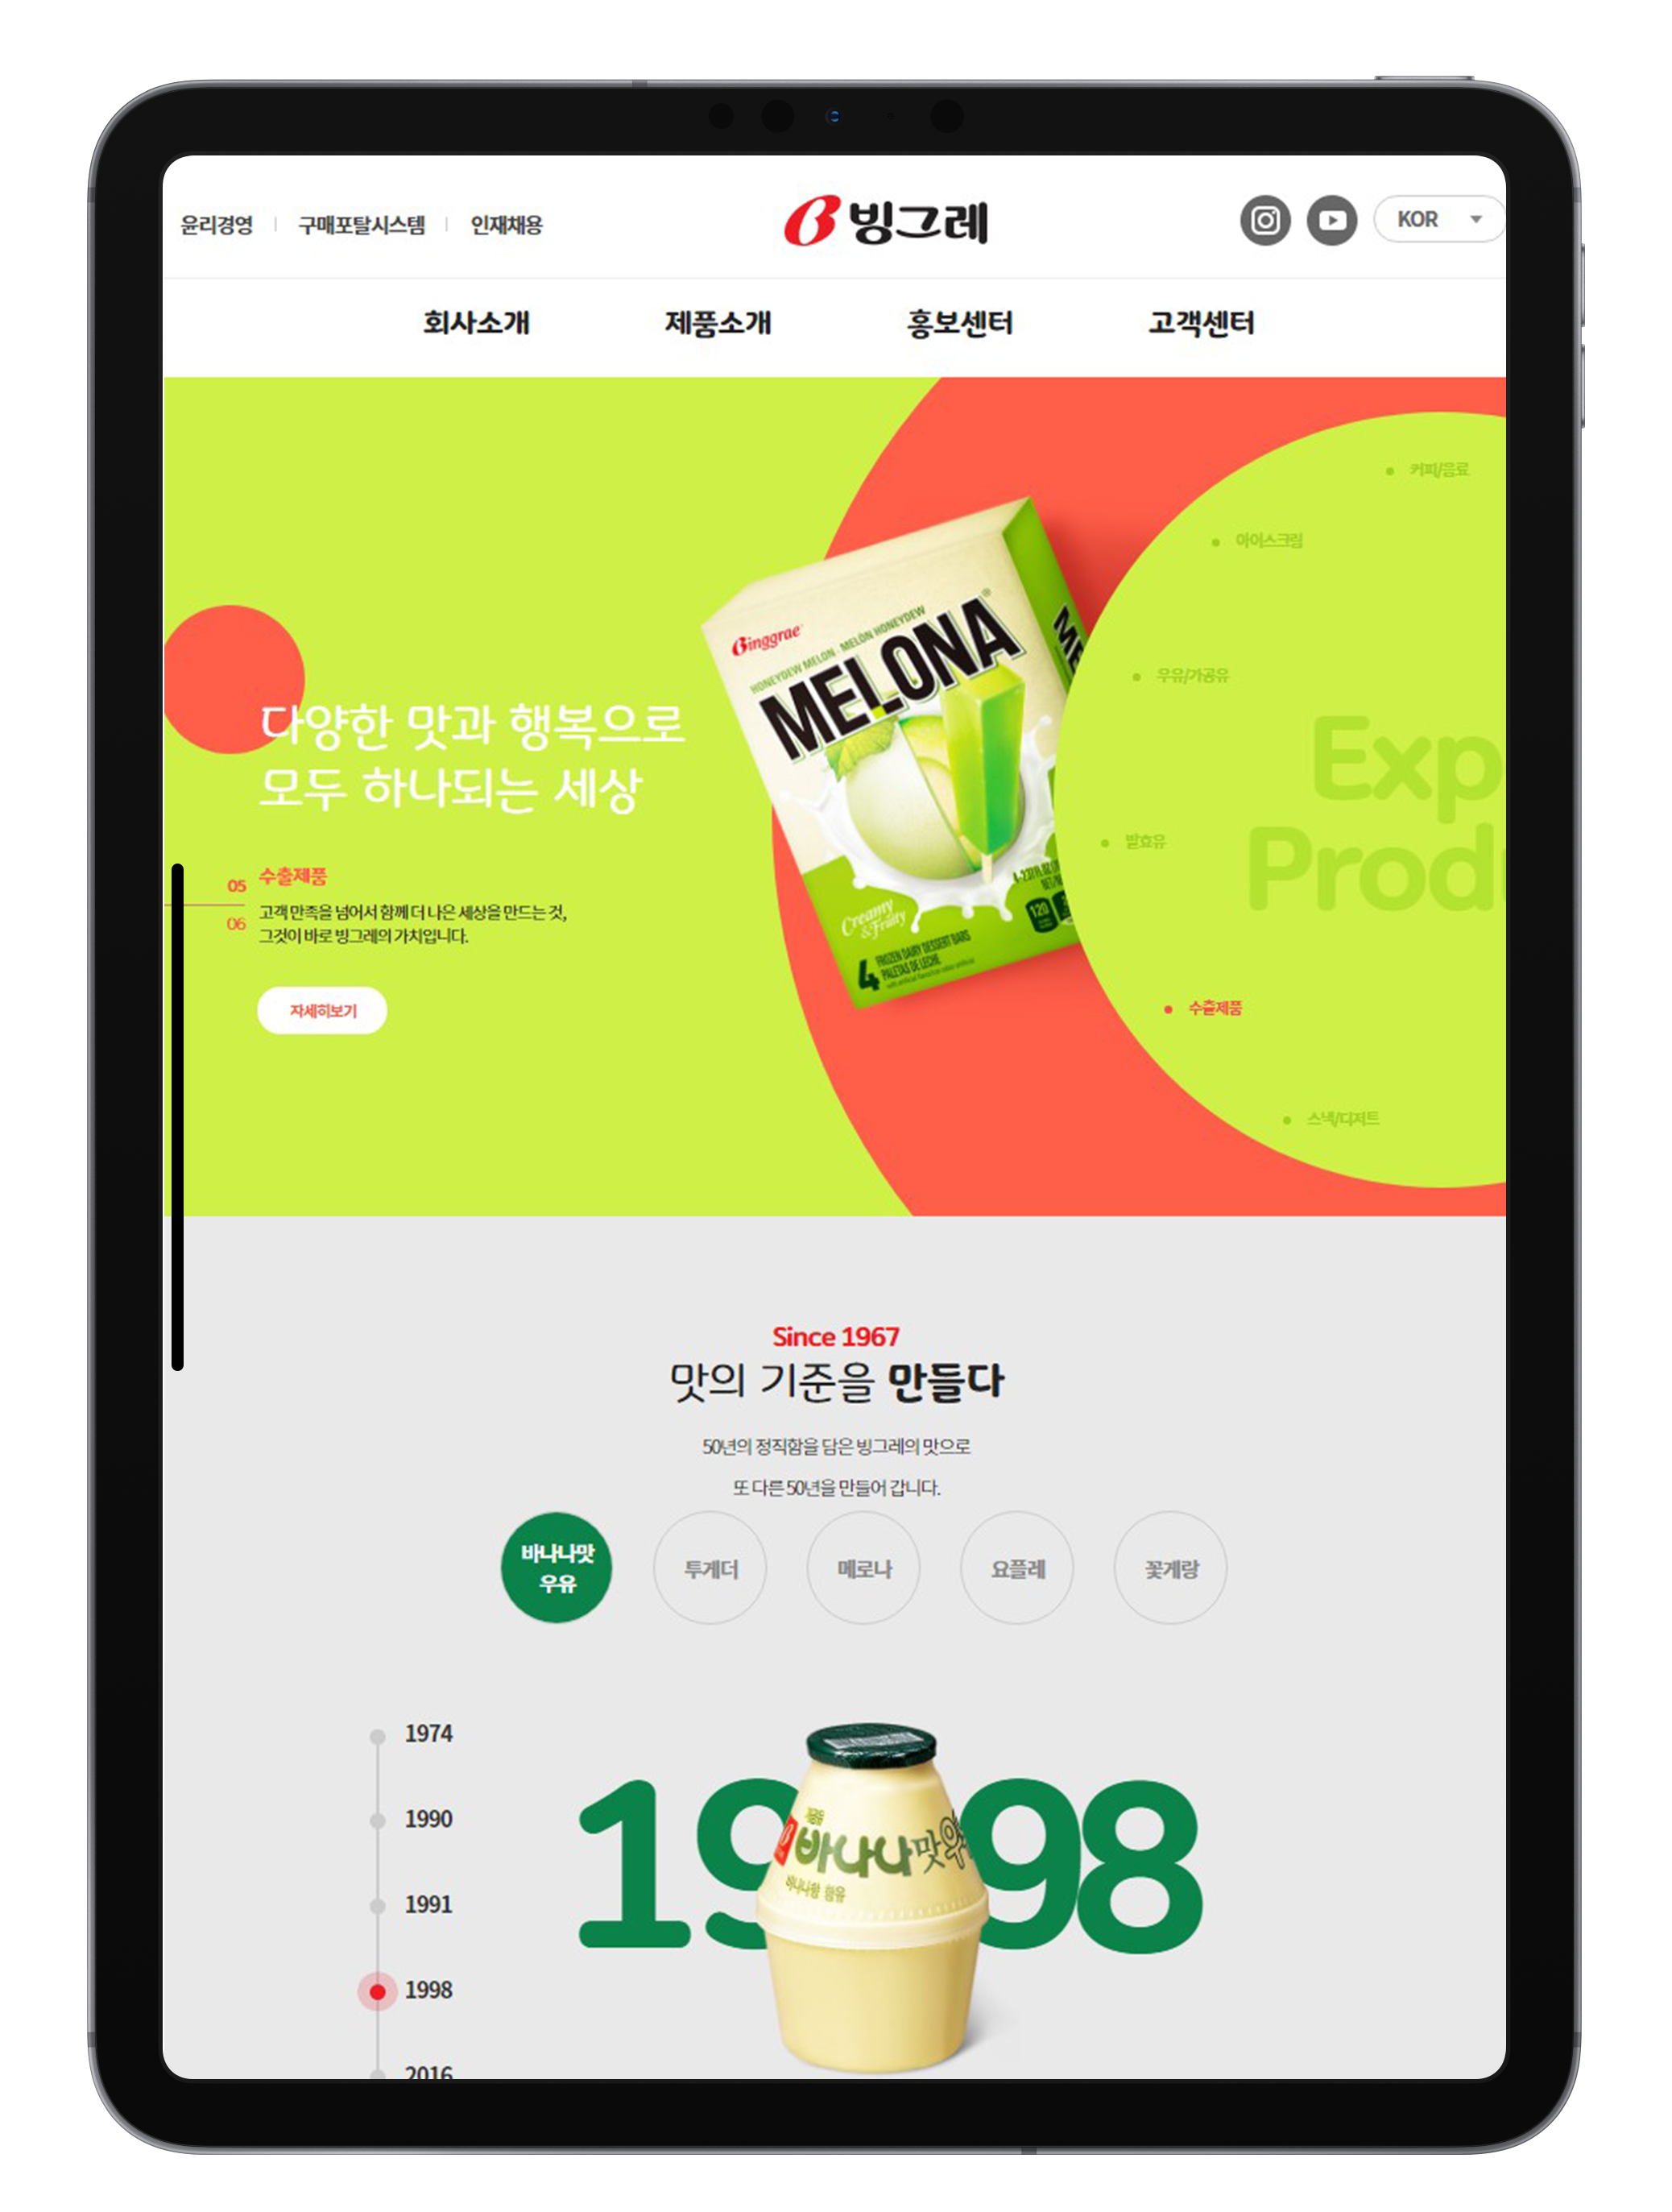 윤리경영
구매포탈시스템
인재채용
빙그레
KOR
회사소개
제품소개
홍보센터
고객센터
다양한 맛과 행복으로
모두 하나되는 세상
05
06
수출제품
고객 만족을 넘어서 함께 더 나은 세상을 만드는 것,
그것이 바로 빙그레의 가치입니다.
자세히보기
Binggrae
HONEYDEW MELON · MELÓN HONEYDEW
MELONA
Creamy
& Fruity
4
FROZEN DAIRY DESSERT BARS
PALETAS DE LECHE
120
커피/음료
아이스크림
우유/가공유
발효유
수출제품
스낵/디저트
Exp
Prod
Since 1967
맛의 기준을 만들다
50년의 정직함을 담은 빙그레의 맛으로
또 다른 50년을 만들어 갑니다.
바나나맛
우유
투게더
메로나
요플레
꽃게랑
1974
1990
1991
1998
2016
1998
가공유
바나나맛우
바나나향 함유